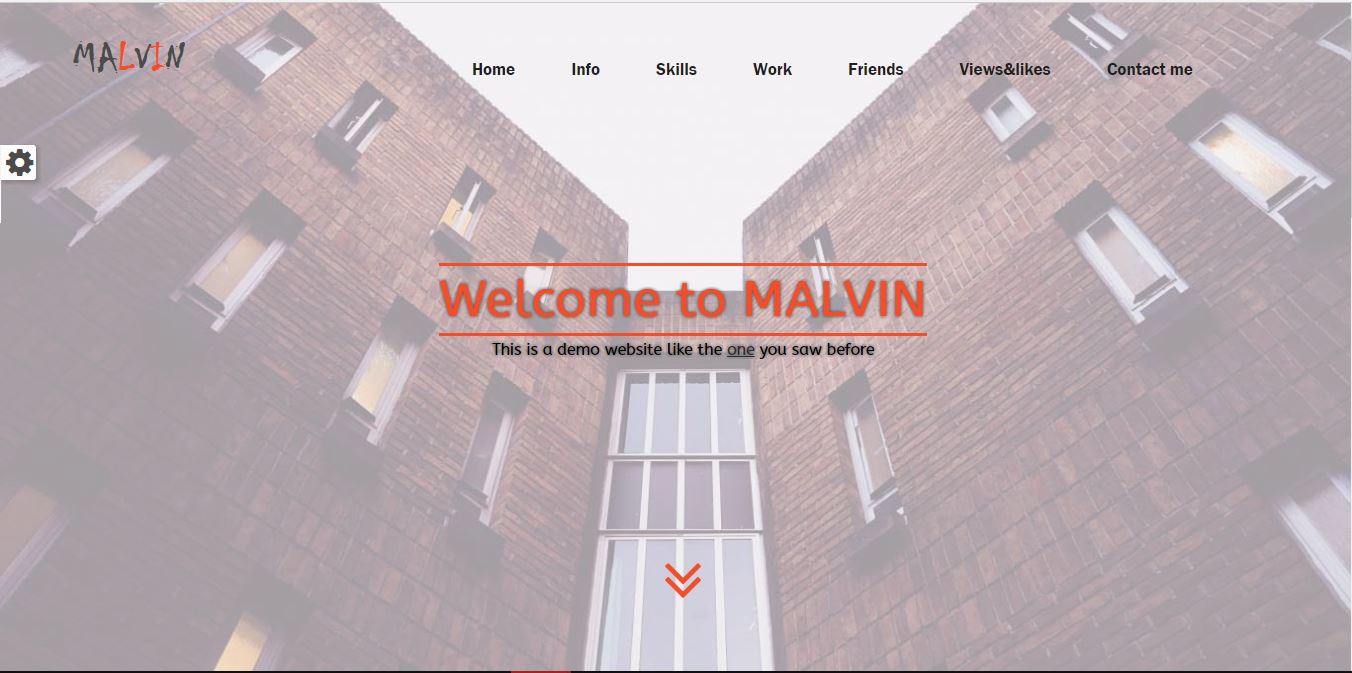 MALVIN
Home Info Skills Work Friends Views&likes Contact me
Welcome to MALVIN
This is a demo website like the one you saw before